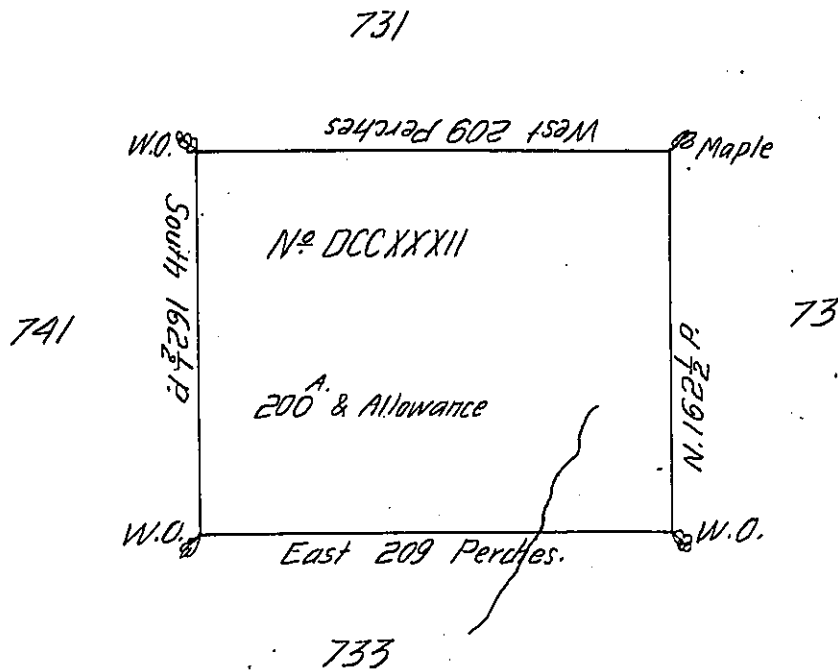 731
West 209 Perches
W.O.
Maple
Nº DCCXXXII
South 162½ P.
741
73
N. 162½ P.
200 A. & Allowance
W.O.
W.O.
East 209 Perches.
733